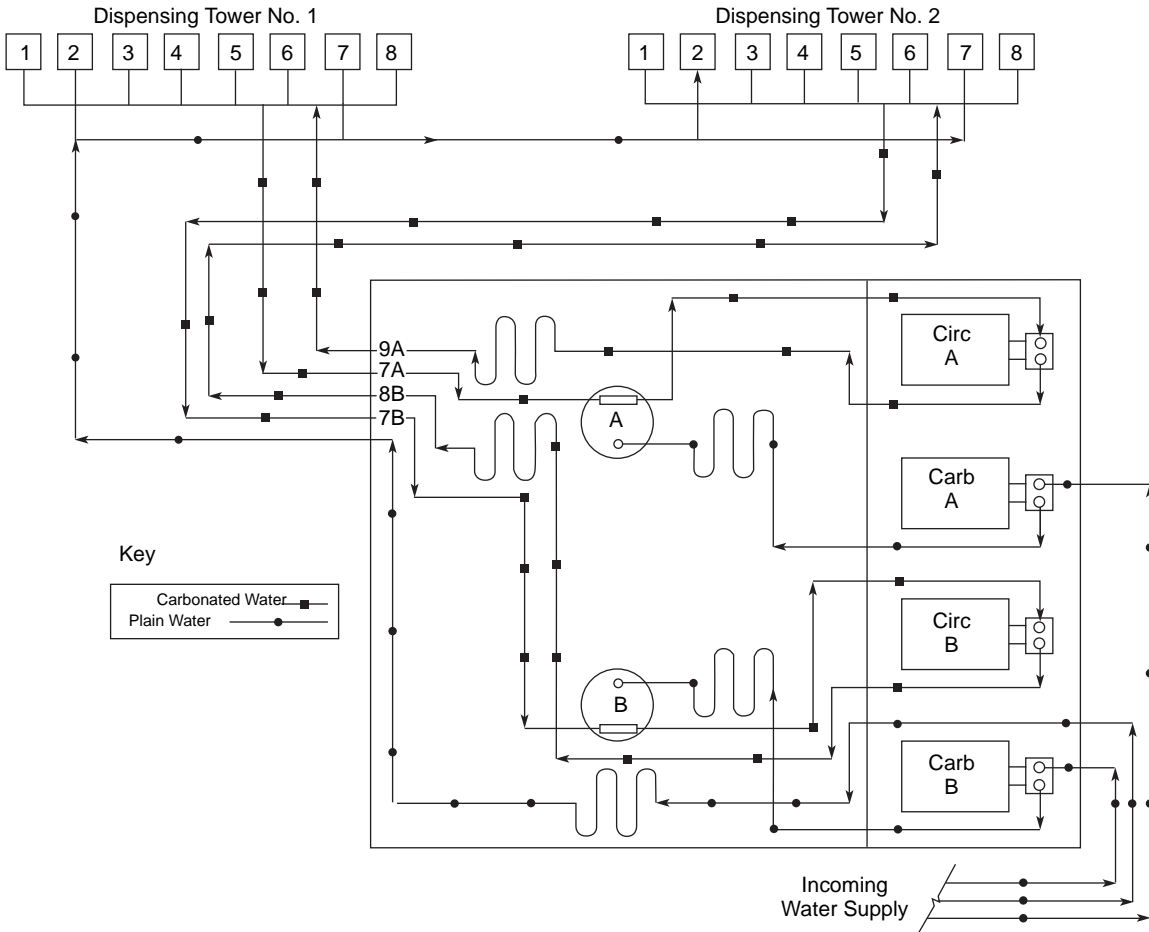 Dispensing Tower No. 1
1 2 3 4 5 6 7 8
Dispensing Tower No. 2
1 2 3 4 5 6 7 8
9A
7A
8B
7B
A
Circ
A
Carb
A
Key
Carbonated Water
Plain Water
Circ
B
B
Carb
B
Incoming
Water Supply